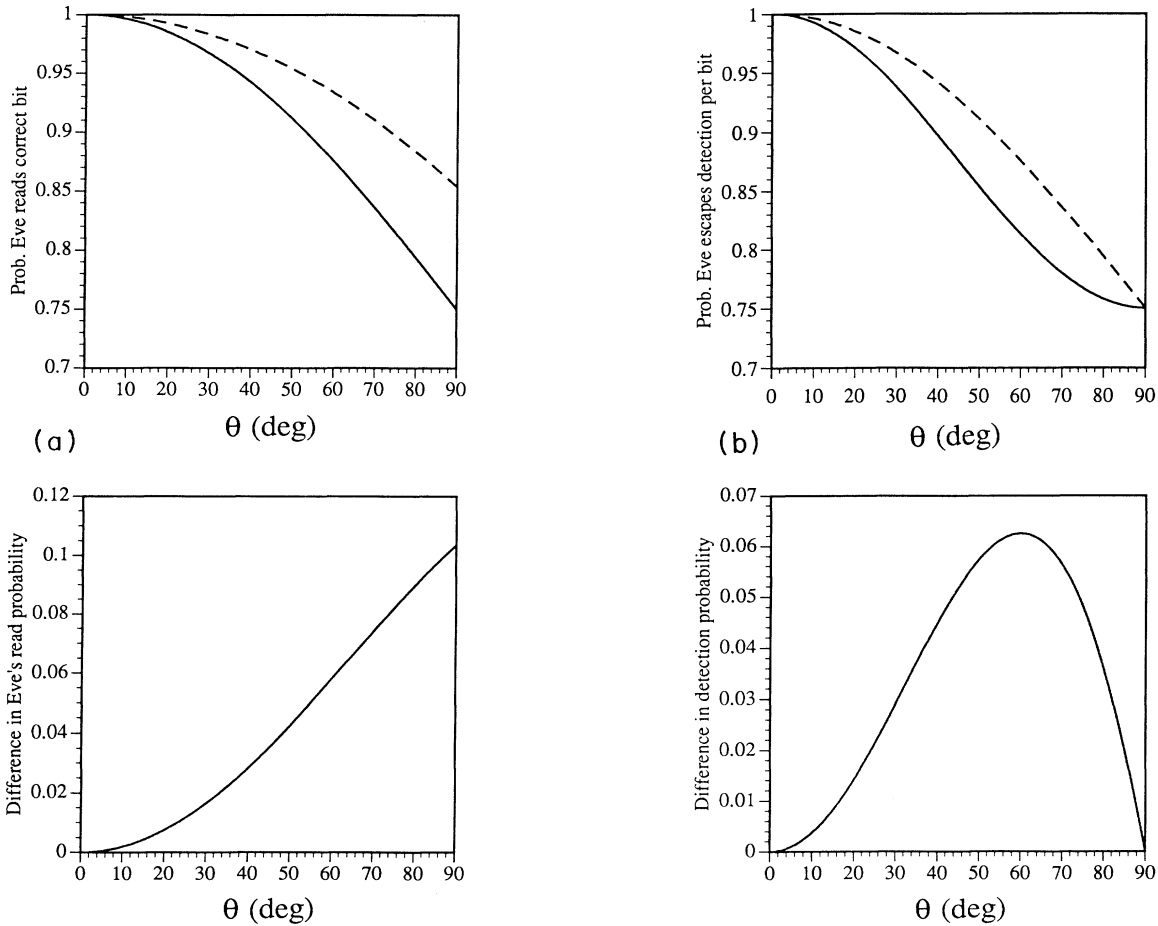 Prob. Eve reads correct bit
1
0.95
0.9
0.85
0.8
0.75
0.7
0 10 20 30 40 50 60 70 80 90
θ (deg)
(a)
Prob. Eve escapes detection per bit
1
0.95
0.9
0.85
0.8
0.75
0.7
0 10 20 30 40 50 60 70 80 90
θ (deg)
(b)
Difference in Eve's read probability
0.12
0.1
0.08
0.06
0.04
0.02
0
0 10 20 30 40 50 60 70 80 90
θ (deg)
Difference in detection probability
0.07
0.06
0.05
0.04
0.03
0.02
0.01
0
0 10 20 30 40 50 60 70 80 90
θ (deg)